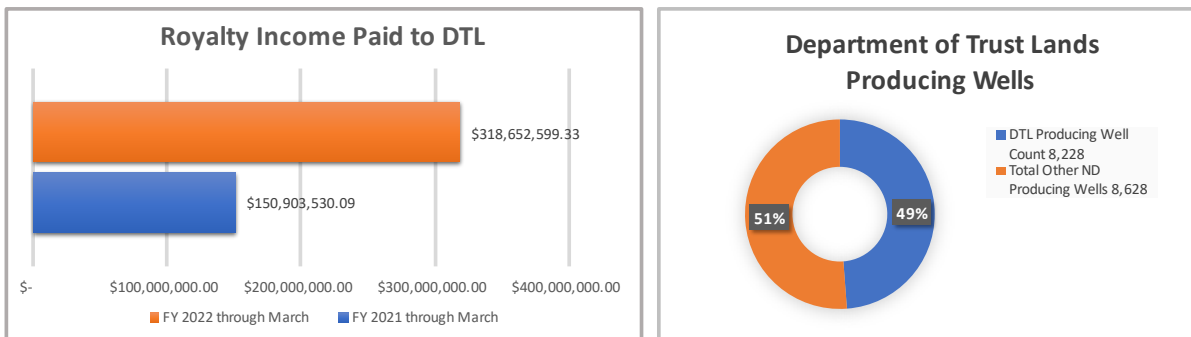 Royalty Income Paid to DTL
$318,652,599.33
$150,903,530.09
$-
$100,000,000.00
$200,000,000.00
$300,000,000.00
$400,000,000.00
FY 2022 through March
FY 2021 through March
Department of Trust Lands
Producing Wells
DTL Producing Well
Count 8,228
Total Other ND
Producing Wells 8,628
51%
49%